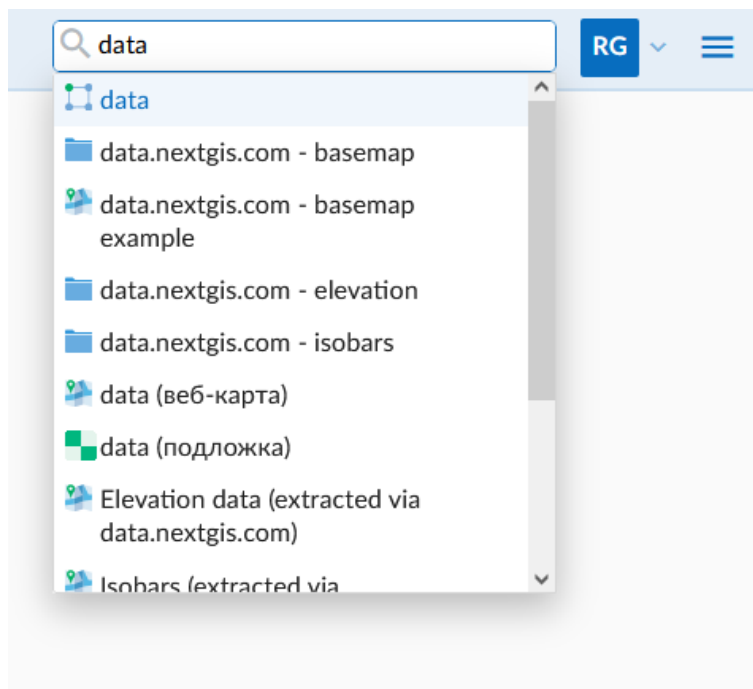 data
RG
data
data.nextgis.com - basemap
data.nextgis.com - basemap
example
data.nextgis.com - elevation
data.nextgis.com - isobars
data (веб-карта)
data (подложка)
Elevation data (extracted via
data.nextgis.com)
Isobars (extracted via